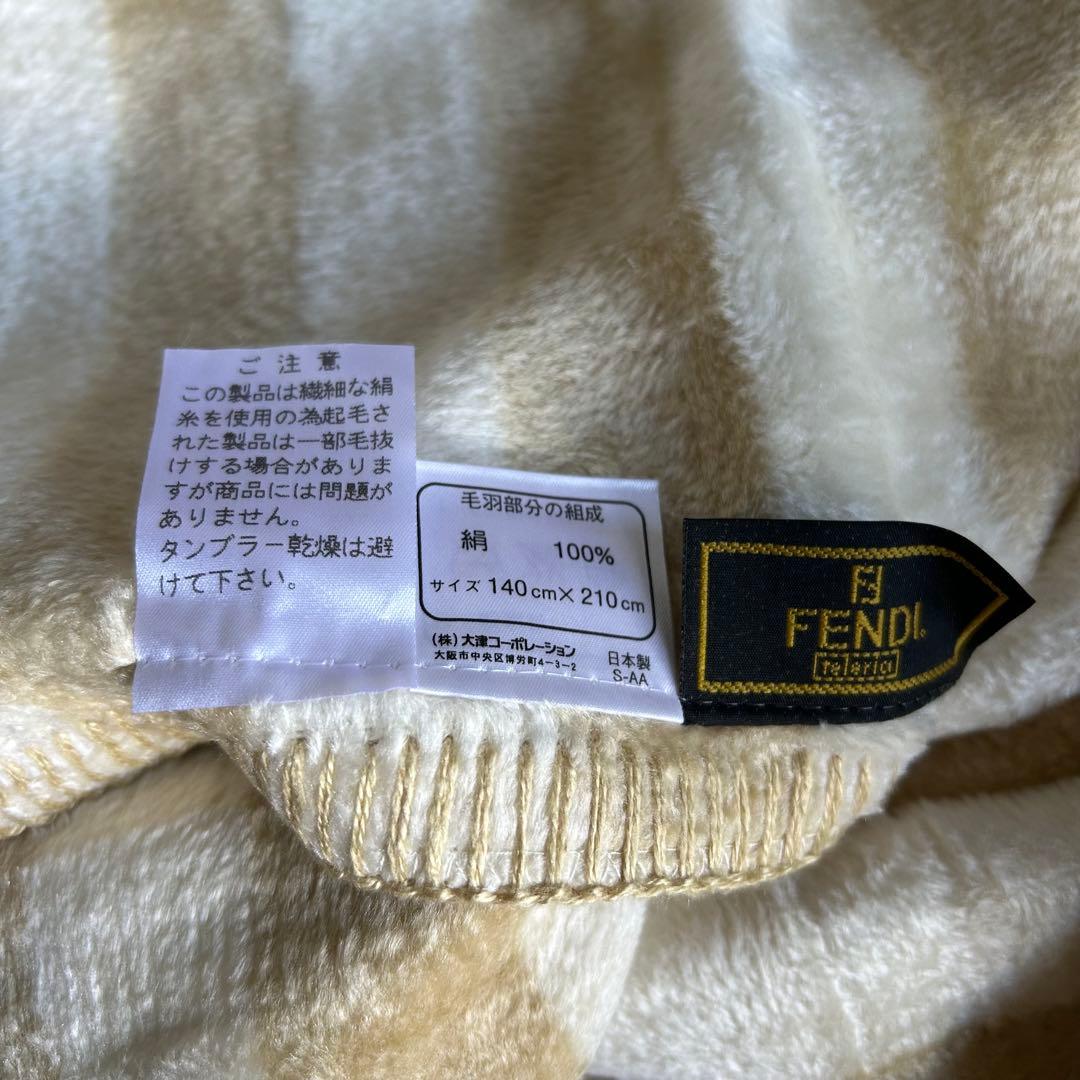 ご注意
この製品は繊細な絹
糸を使用の為起毛さ
れた製品は一部毛抜
けする場合がありま
すが商品には問題が
ありません。
タンブラー乾燥は避
けて下さい。
毛羽部分の組成
絹 100%
サイズ 140cm×210cm
(株)大津コーポレーション
大阪市中央区博労町4-3-2
日本製
S-AA
FENDI.
teleria